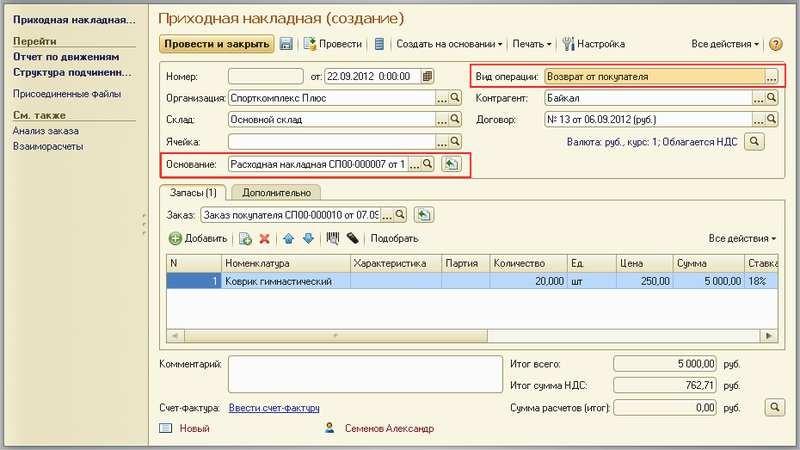 Приходная накладная...
Перейти
Отчет по движениям
Структура подчиненн...
Присоединенные файлы
См. также
Анализ заказа
Взаиморасчеты
Приходная накладная (создание)
Провести и закрыть Провести Создать на основании Печать Настройка Все действия
Номер: от: 22.09.2012 0:00:00 Вид операции: Возврат от покупателя ...
Организация: Спорткомплекс Плюс ... Контрагент: Байкал ...
Склад: Основной склад ... Договор: № 13 от 06.09.2012 (руб.) ...
Ячейка: ... Валюта: руб., курс: 1; Облагается НДС
Основание: Расходная накладная СП00-000007 от 1 ...
Запасы (1) Дополнительно
Заказ: Заказ покупателя СП00-000010 от 07.09 ...
Добавить Подобрать Все действия
N Номенклатура Характеристика Партия Количество Ед. Цена Сумма Ставка
1 Коврик гимнастический 20,000 шт 250,00 5 000,00 18%
Комментарий: Итог всего: 5 000,00 руб.
Итог сумма НДС: 762,71 руб.
Счет-фактура: Ввести счет-фактуру Сумма расчетов (итог): 0,00 руб.
Новый Семенов Александр